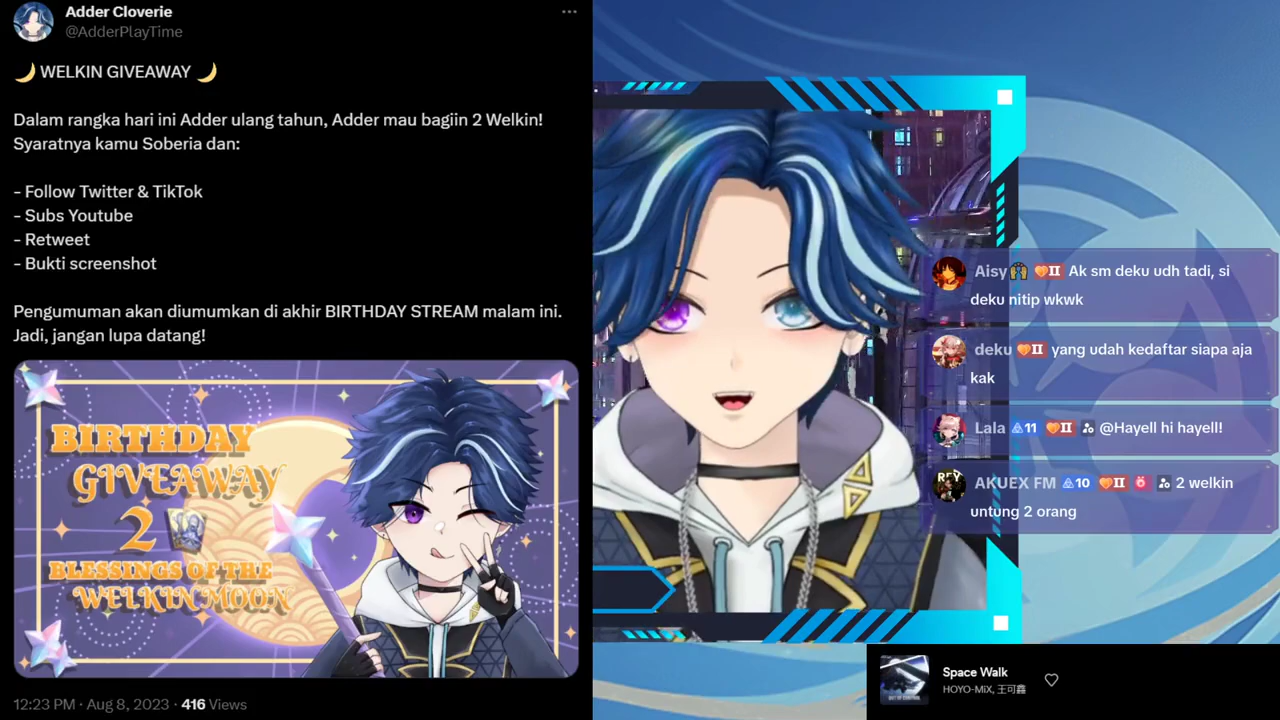 Adder Cloverie
@AdderPlayTime
🌙 WELKIN GIVEAWAY 🌙
Dalam rangka hari ini Adder ulang tahun, Adder mau bagiin 2 Welkin!
Syaratnya kamu Soberia dan:
- Follow Twitter & TikTok
- Subs Youtube
- Retweet
- Bukti screenshot
Pengumuman akan diumumkan di akhir BIRTHDAY STREAM malam ini.
Jadi, jangan lupa datang!
BIRTHDAY
GIVEAWAY
2
BLESSINGS OF THE
WELKIN MOON
12:23 PM · Aug 8, 2023 · 416 Views
Aisy II Ak sm deku udh tadi, si
deku nitip wkwk
deku II yang udah kedaftar siapa aja
kak
Lala 11 II @Hayell hi hayell!
REY
AKUEX FM 10 II 2 welkin
untung 2 orang
Space Walk
HOYO-MiX, 王可鑫